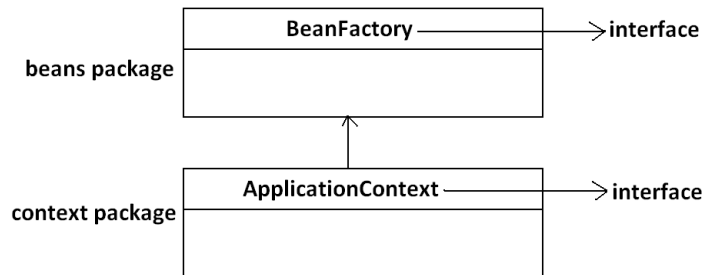 BeanFactory
interface
beans package
ApplicationContext
interface
context package